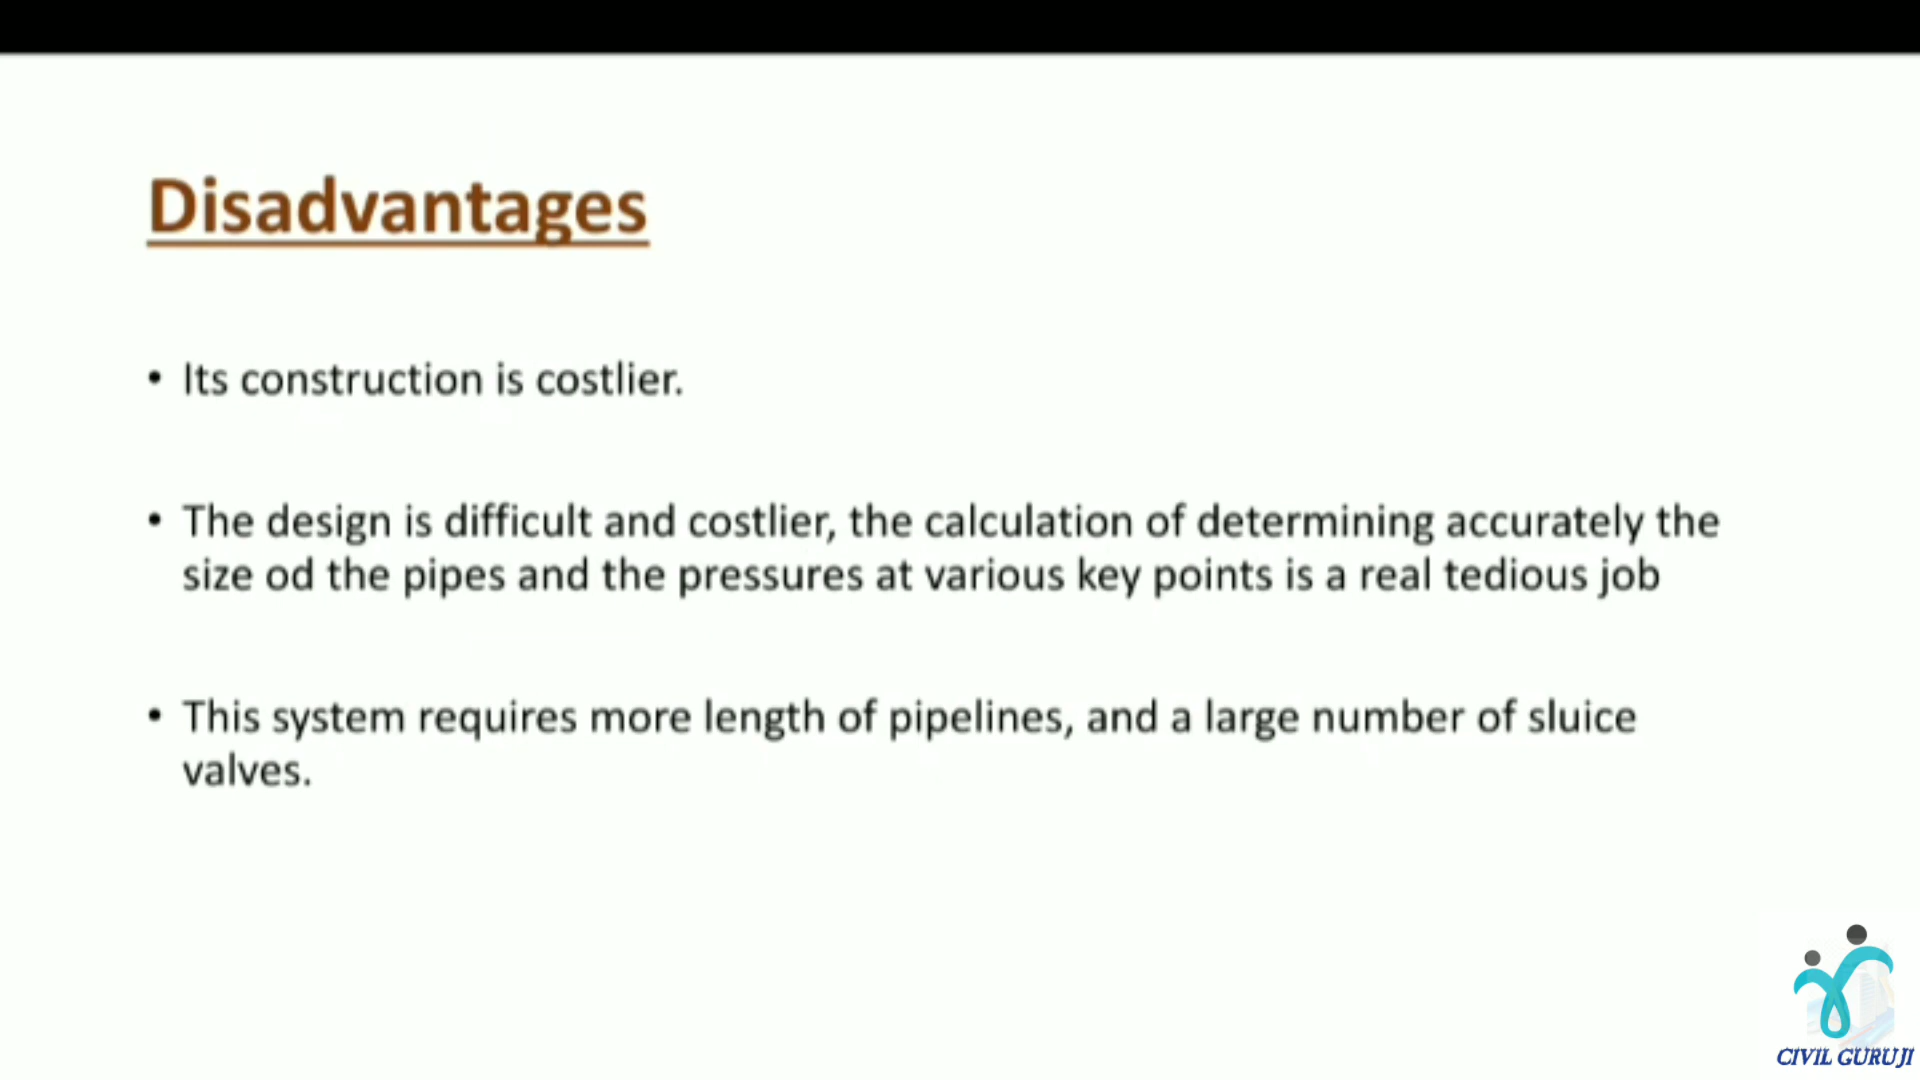 Disadvantages
• Its construction is costlier.
• The design is difficult and costlier, the calculation of determining accurately the
size od the pipes and the pressures at various key points is a real tedious job
• This system requires more length of pipelines, and a large number of sluice
valves.
CIVIL GURUJI